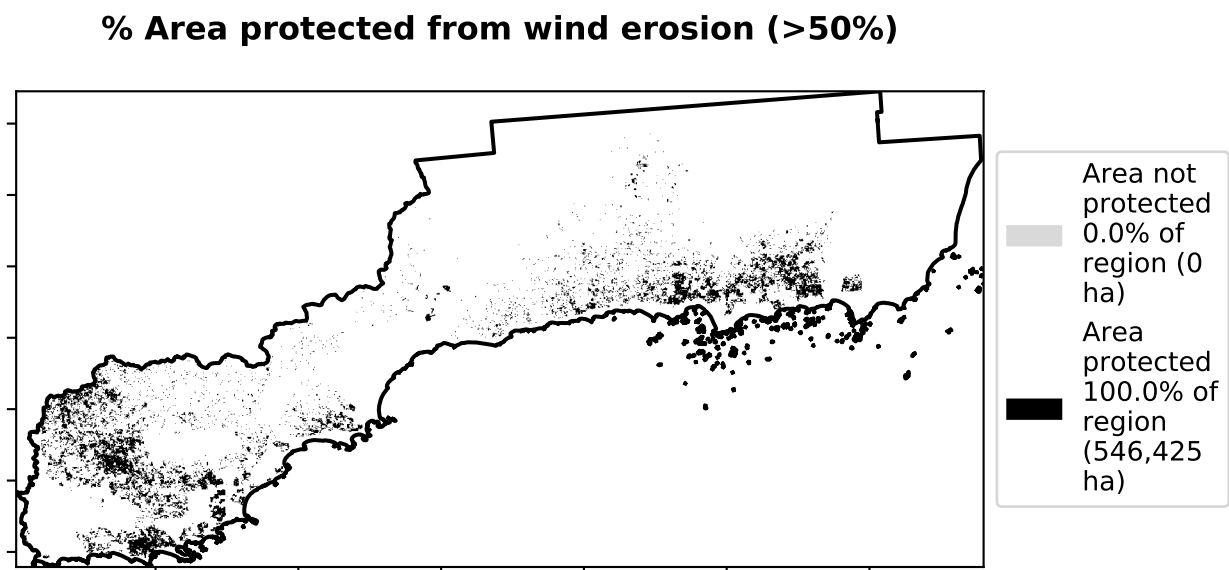 % Area protected from wind erosion (>50%)
Area not
protected
0.0% of
region (0
ha)
Area
protected
100.0% of
region
(546,425
ha)